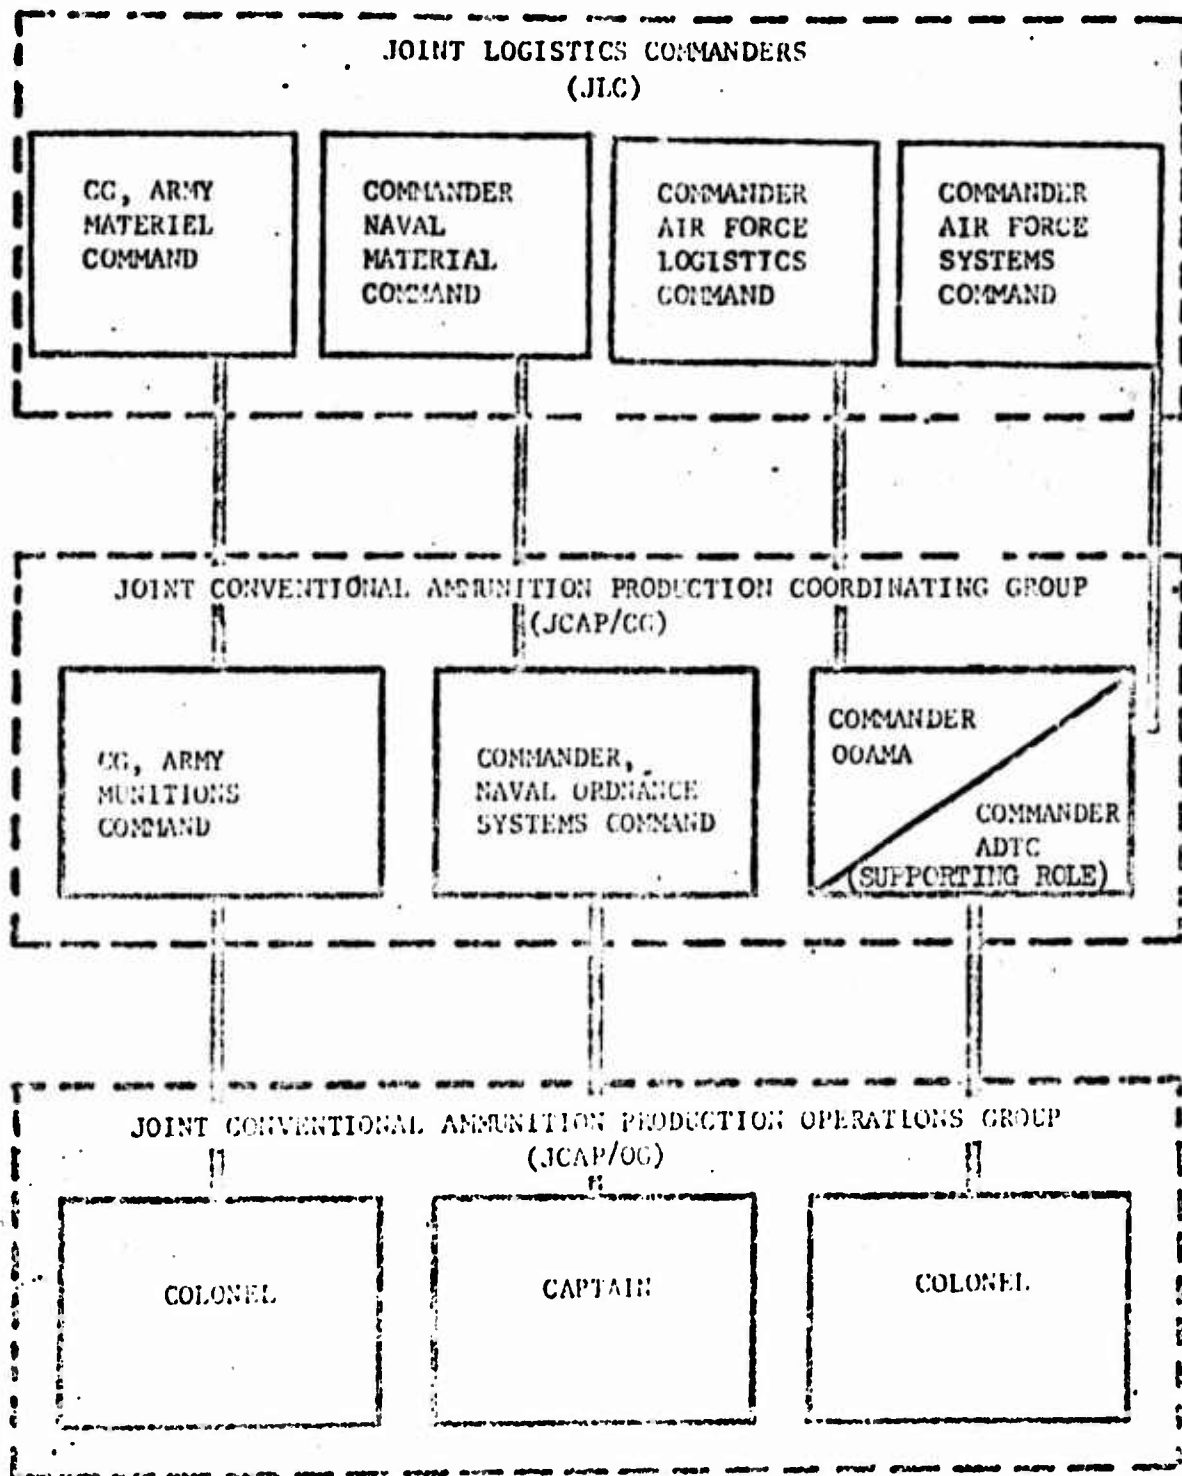 JOINT LOGISTICS COMMANDERS
(JLC)
CG, ARMY
MATERIEL
COMMAND
COMMANDER
NAVAL
MATERIAL
COMMAND
COMMANDER
AIR FORCE
LOGISTICS
COMMAND
COMMANDER
AIR FORCE
SYSTEMS
COMMAND
JOINT CONVENTIONAL AMMUNITION PRODUCTION COORDINATING GROUP
(JCAP/CG)
CG, ARMY
MUNITIONS
COMMAND
COMMANDER,
NAVAL ORDNANCE
SYSTEMS COMMAND
COMMANDER
OOAMA
COMMANDER
ADTC
(SUPPORTING ROLE)
JOINT CONVENTIONAL AMMUNITION PRODUCTION OPERATIONS GROUP
(JCAP/OG)
COLONEL
CAPTAIN
COLONEL